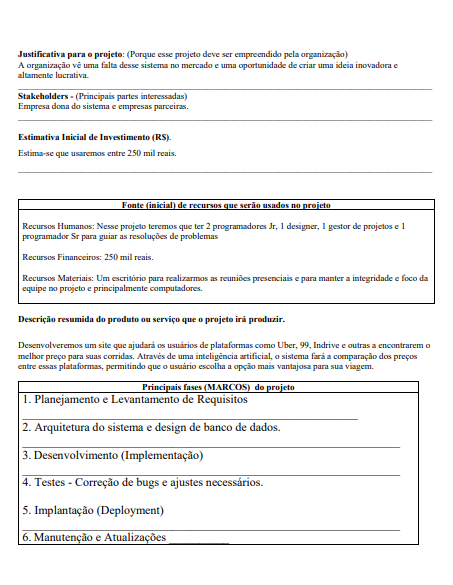 Justificativa para o projeto: (Porque esse projeto deve ser empreendido pela organização)
A organização vê uma falta desse sistema no mercado e uma oportunidade de criar uma ideia inovadora e
altamente lucrativa.
Stakeholders - (Principais partes interessadas)
Empresa dona do sistema e empresas parceiras.
Estimativa Inicial de Investimento (R$).
Estima-se que usaremos entre 250 mil reais.
Fonte (inicial) de recursos que serão usados no projeto
Recursos Humanos: Nesse projeto teremos que ter 2 programadores Jr, 1 designer, 1 gestor de projetos e 1
programador Sr para guiar as resoluções de problemas
Recursos Financeiros: 250 mil reais.
Recursos Materiais: Um escritório para realizarmos as reuniões presenciais e para manter a integridade e foco da
equipe no projeto e principalmente computadores.
Descrição resumida do produto ou serviço que o projeto irá produzir.
Desenvolveremos um site que ajudará os usuários de plataformas como Uber, 99, Indrive e outras a encontrarem o
melhor preço para suas corridas. Através de uma inteligência artificial, o sistema fará a comparação dos preços
entre essas plataformas, permitindo que o usuário escolha a opção mais vantajosa para sua viagem.
Principais fases (MARCOS) do projeto
1. Planejamento e Levantamento de Requisitos
2. Arquitetura do sistema e design de banco de dados.
3. Desenvolvimento (Implementação)
4. Testes - Correção de bugs e ajustes necessários.
5. Implantação (Deployment)
6. Manutenção e Atualizações